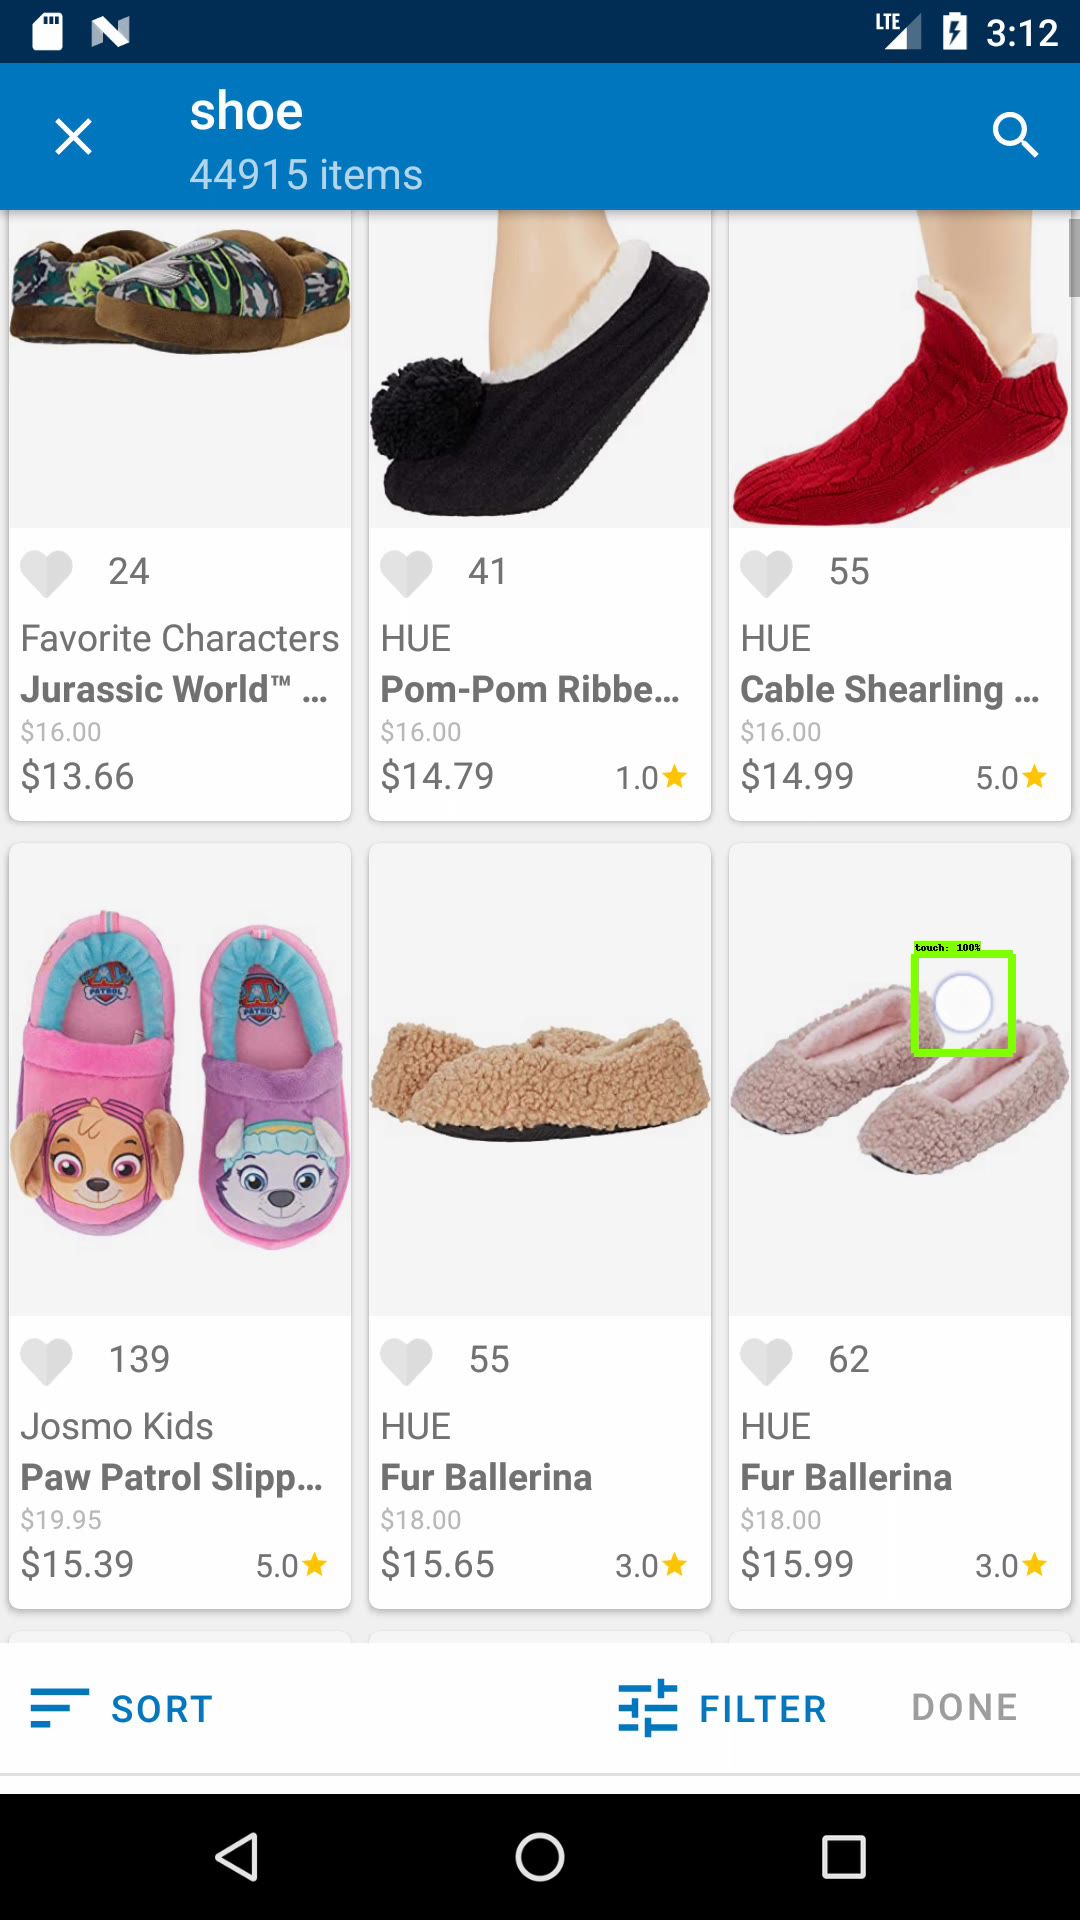 LTE 3:12
shoe
44915 items
24
Favorite Characters
Jurassic World™ ...
$16.00
$13.66
41
HUE
Pom-Pom Ribbe...
$16.00
$14.79 1.0
55
HUE
Cable Shearling ...
$16.00
$14.99 5.0
touch: 100%
PAW
PATROL
PAW
PATROL
139
Josmo Kids
Paw Patrol Slipp...
$19.95
$15.39 5.0
55
HUE
Fur Ballerina
$18.00
$15.65 3.0
62
HUE
Fur Ballerina
$18.00
$15.99 3.0
SORT
FILTER
DONE